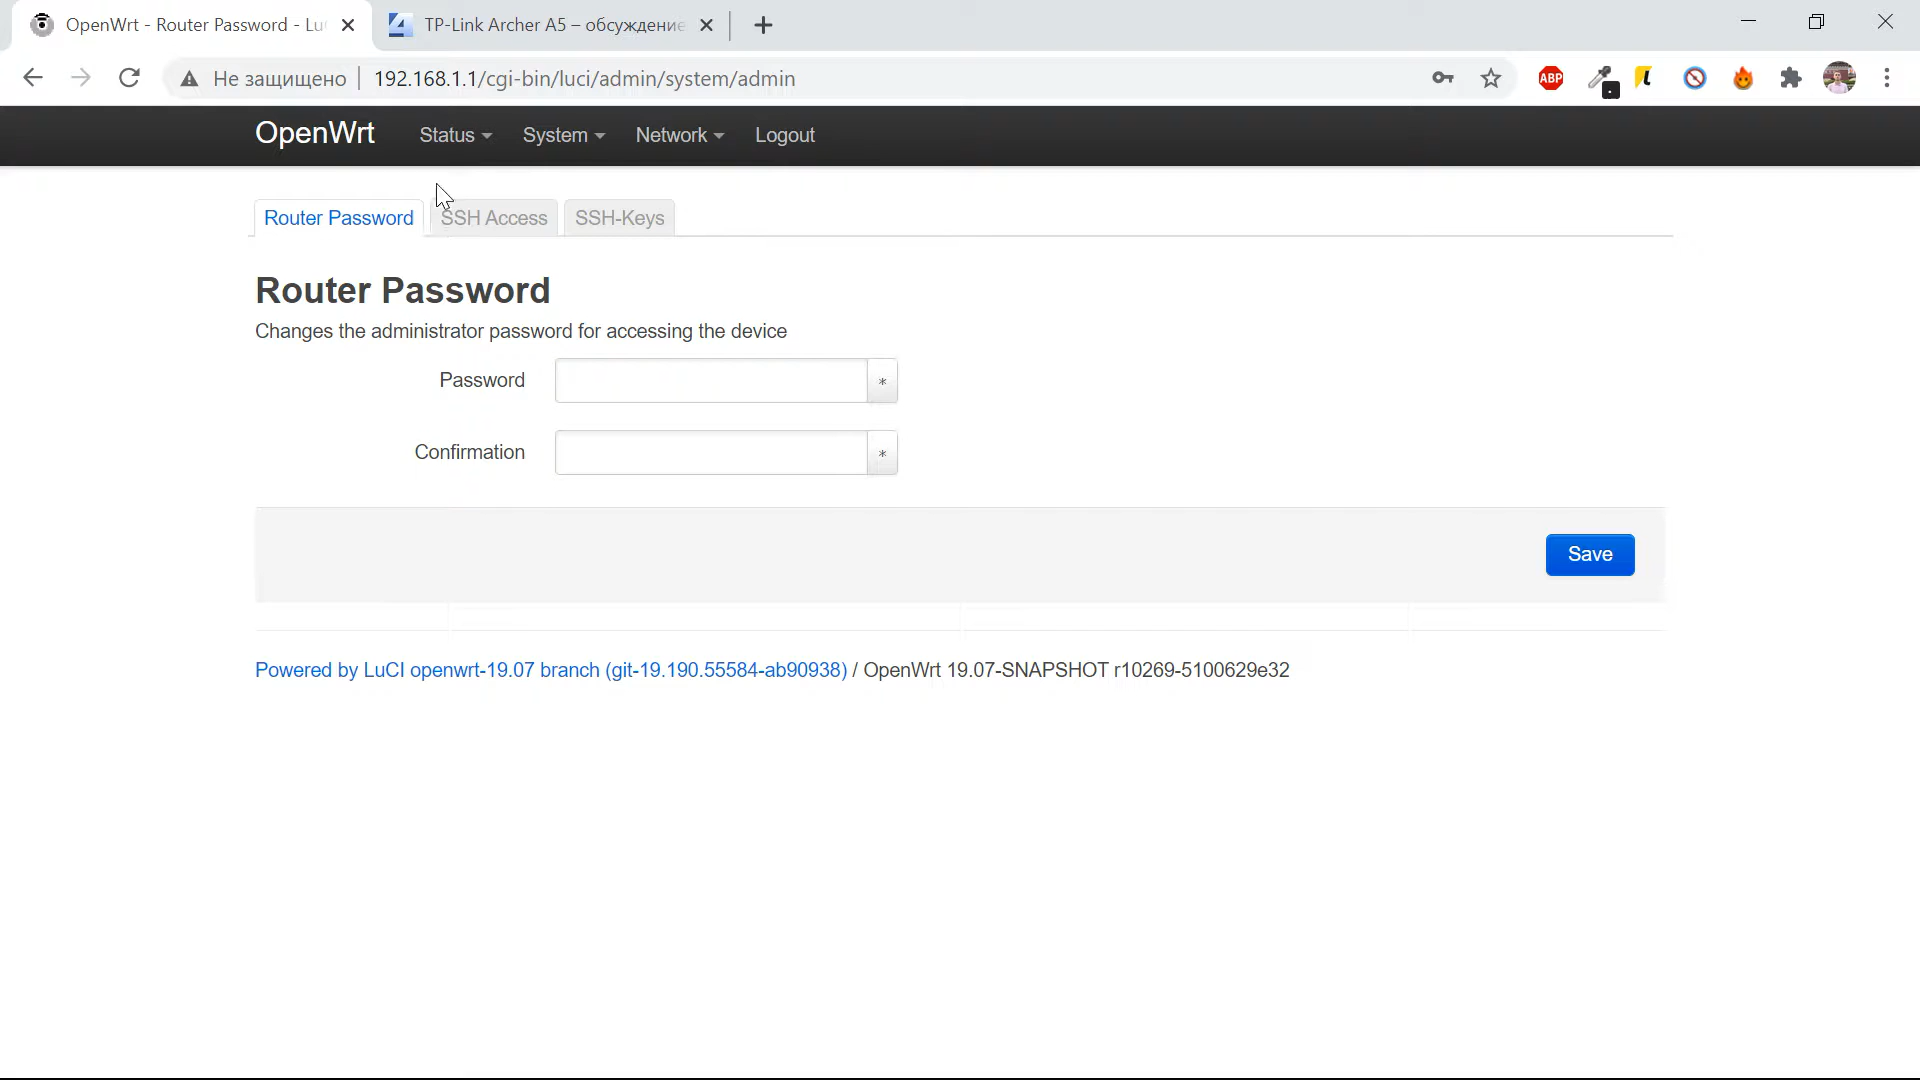 OpenWrt - Router Password - Lu
TP-Link Archer A5 – обсуждение
Не защищено
192.168.1.1/cgi-bin/luci/admin/system/admin
ABP
OpenWrt
Status
System
Network
Logout
Router Password
SSH Access
SSH-Keys
Router Password
Changes the administrator password for accessing the device
Password
*
Confirmation
*
Save
Powered by LuCI openwrt-19.07 branch (git-19.190.55584-ab90938) / OpenWrt 19.07-SNAPSHOT r10269-5100629e32